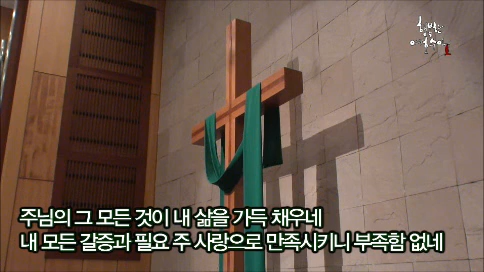 주님의 그 모든 것이 내 삶을 가득 채우네
내 모든 갈증과 필요 주 사랑으로 만족시키니 부족함 없네